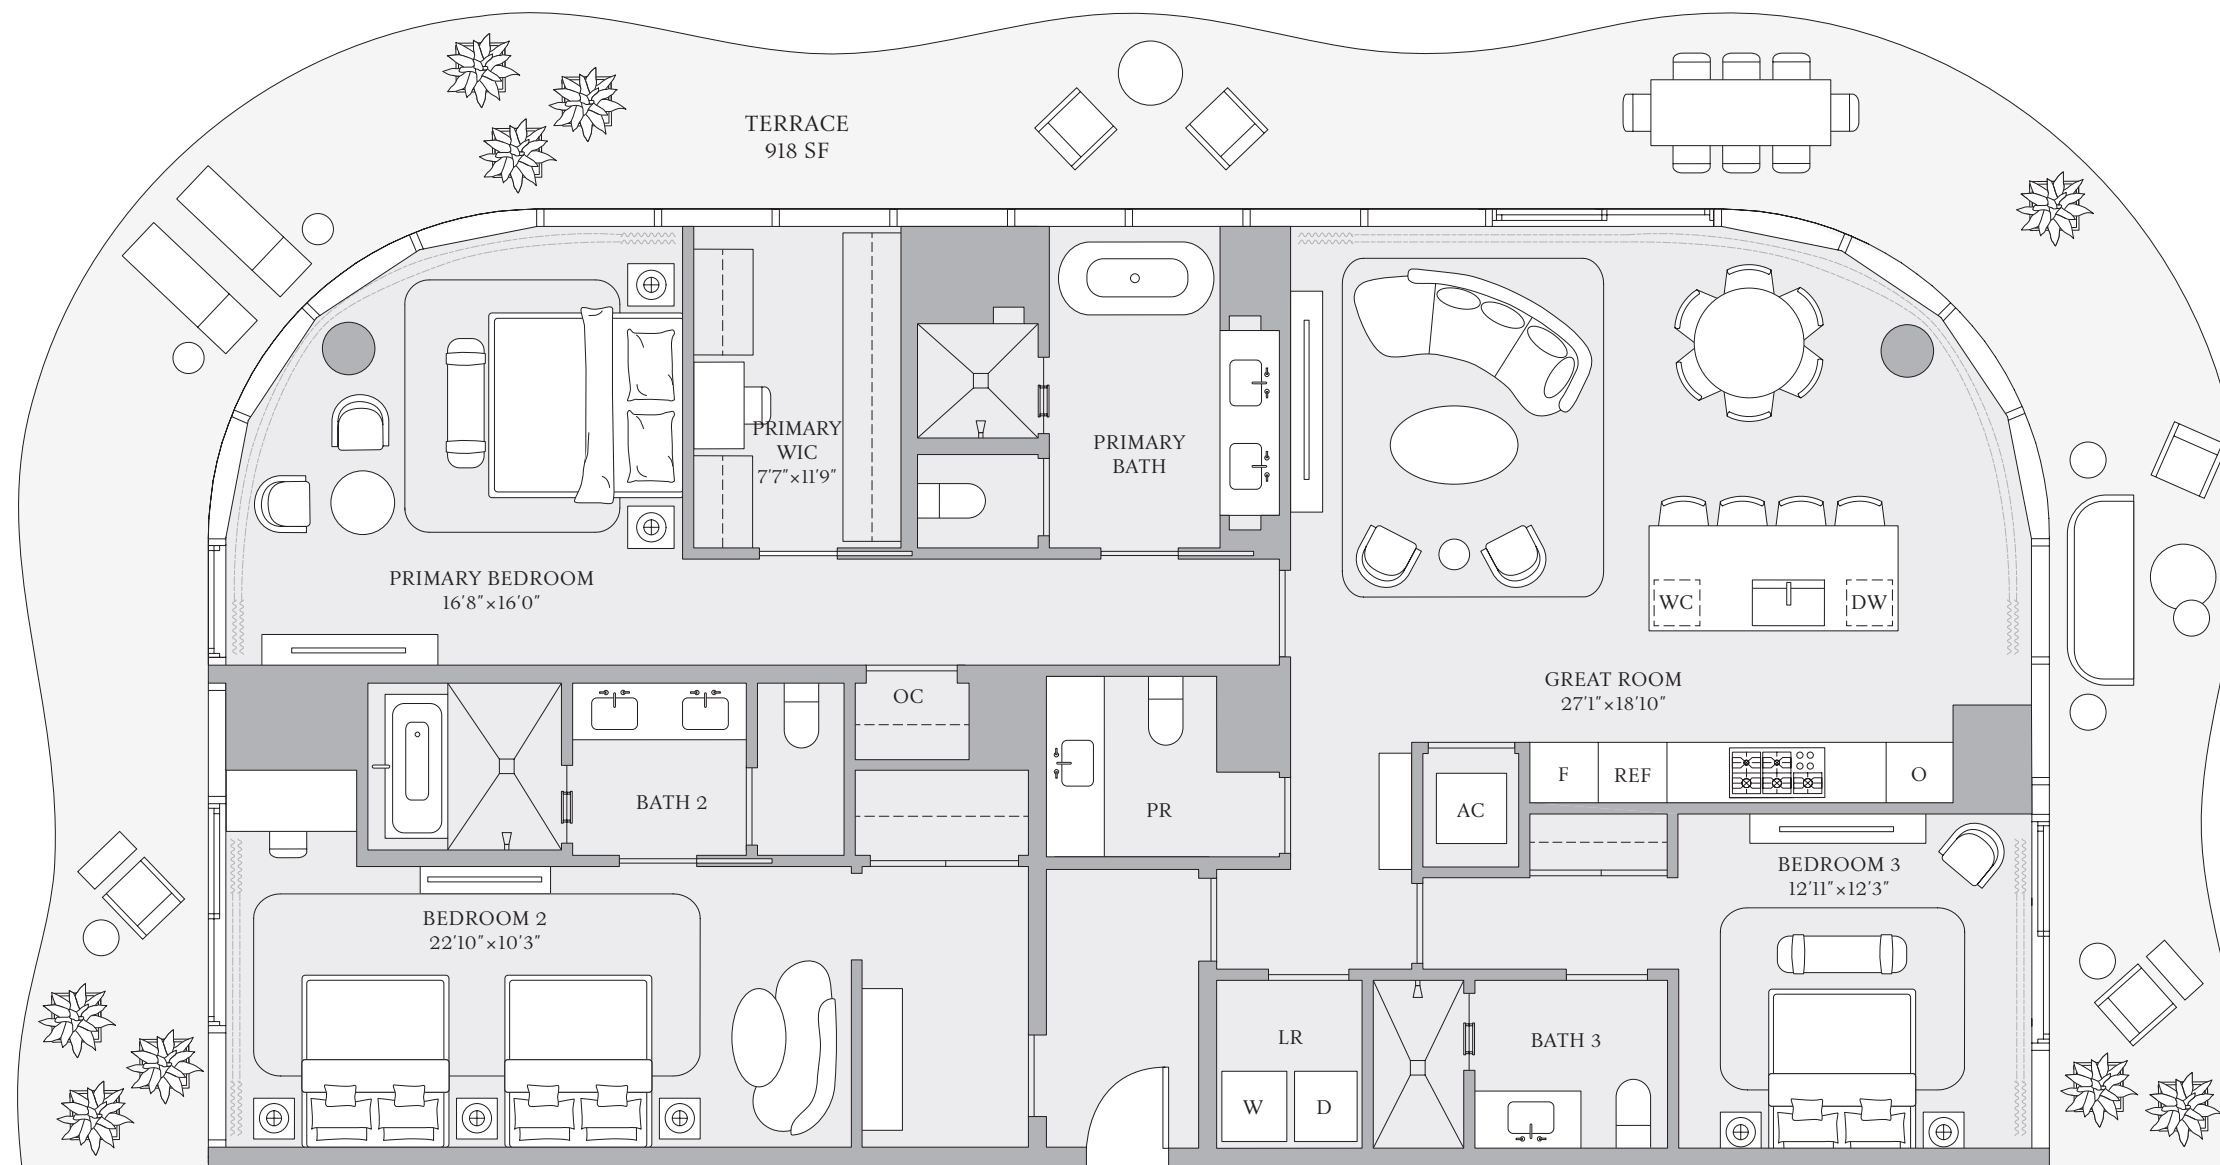 TERRACE
918 SF
PRIMARY
WIC
7'7"×11'9"
PRIMARY
BATH
PRIMARY BEDROOM
16'8"×16'0"
WC
DW
GREAT ROOM
27'1"×18'10"
OC
BATH 2
PR
AC
F
REF
O
BEDROOM 3
12'11"×12'3"
BEDROOM 2
22'10"×10'3"
LR
W
D
BATH 3